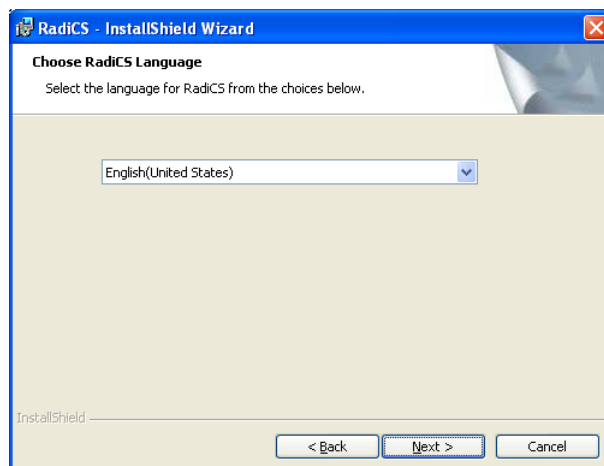 RadiCS - InstallShield Wizard
Choose RadiCS Language
Select the language for RadiCS from the choices below.
English(United States)
InstallShield
< Back
Next >
Cancel